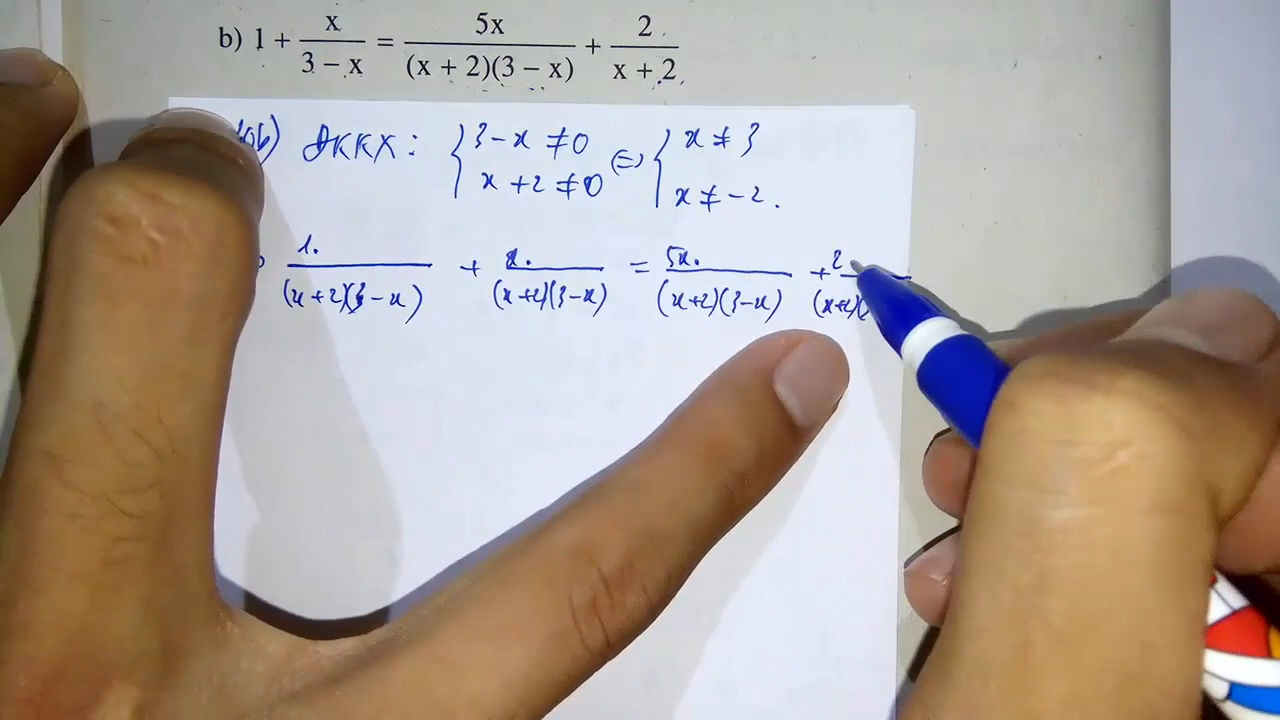 b) 1 + x/(3 − x) = 5x/((x + 2)(3 − x)) + 2/(x + 2)
ĐKXĐ: { 3 - x ≠ 0 (=) { x ≠ 3
x + 2 ≠ 0 x ≠ -2.
1. / (x+2)(3-x) + x. / (x+2)(3-x) = 5x. / (x+2)(3-x) + 2 / (x+2)(